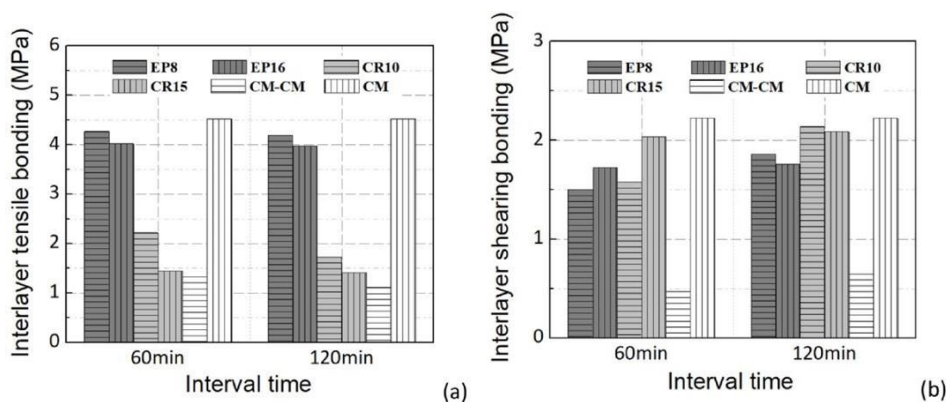 Interlayer tensile bonding (MPa)
6
5
4
3
2
1
0
EP8 EP16 CR10
CR15 CM-CM CM
60min 120min
Interval time
(a)
Interlayer shearing bonding (MPa)
3
2
1
0
EP8 EP16 CR10
CR15 CM-CM CM
60min 120min
Interval time
(b)